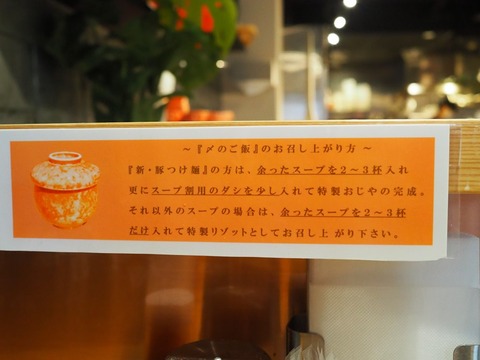 ～『〆のご飯』のお召し上がり方～
『新・豚つけ麺』の方は、余ったスープを２～３杯入れ
更にスープ割用のダシを少し入れて特製おじやの完成。
それ以外のスープの場合は、余ったスープを２～３杯
だけ入れて特製リゾットとしてお召し上がり下さい。